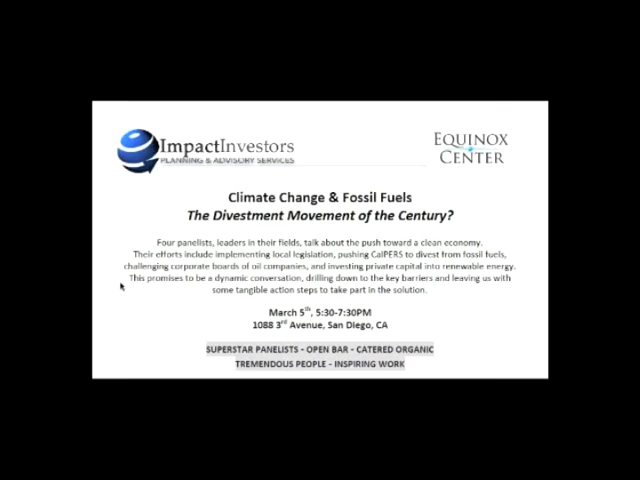 ImpactInvestors
PLANNING & ADVISORY SERVICES
EQUINOX
CENTER
Climate Change & Fossil Fuels
The Divestment Movement of the Century?
Four panelists, leaders in their fields, talk about the push toward a clean economy.
Their efforts include implementing local legislation, pushing CalPERS to divest from fossil fuels,
challenging corporate boards of oil companies, and investing private capital into renewable energy.
This promises to be a dynamic conversation, drilling down to the key barriers and leaving us with
some tangible action steps to take part in the solution.
March 5th, 5:30-7:30PM
1088 3rd Avenue, San Diego, CA
SUPERSTAR PANELISTS - OPEN BAR - CATERED ORGANIC
TREMENDOUS PEOPLE - INSPIRING WORK